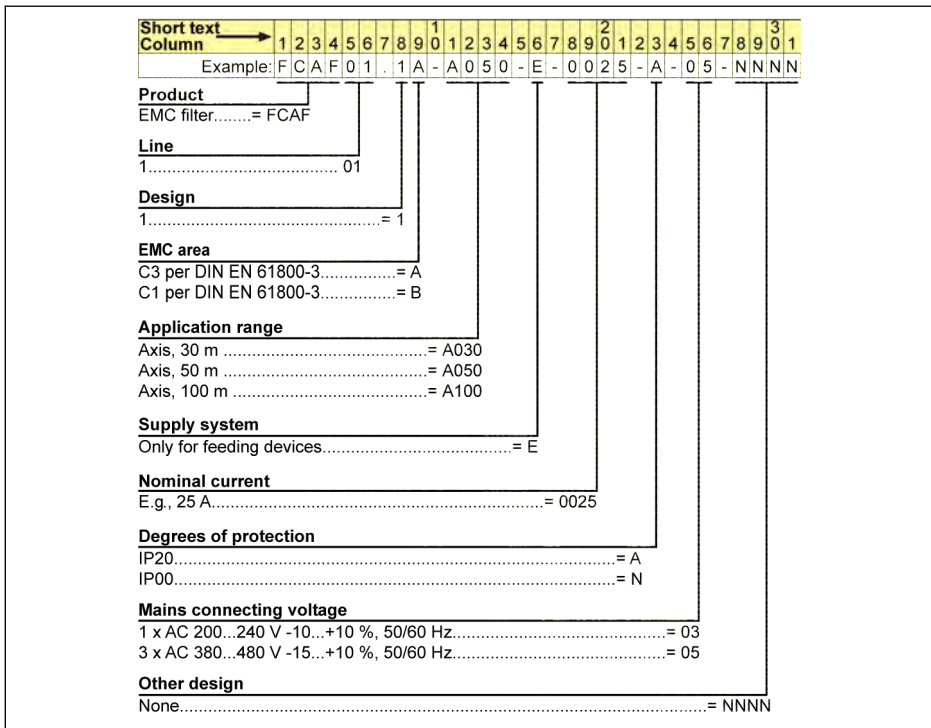 Short text
Column 1 2 3 4 5 6 7 8 9 1 0 1 2 3 4 5 6 7 8 9 2 0 1 2 3 4 5 6 7 8 9 3 0 1
Example: F C A F 0 1 . 1 A - A 0 5 0 - E - 0 0 2 5 - A - 0 5 - N N N N
Product
EMC filter........= FCAF
Line
1........................................ 01
Design
1.................................................= 1
EMC area
C3 per DIN EN 61800-3................= A
C1 per DIN EN 61800-3................= B
Application range
Axis, 30 m ...........................................= A030
Axis, 50 m ...........................................= A050
Axis, 100 m .........................................= A100
Supply system
Only for feeding devices........................................= E
Nominal current
E.g., 25 A......................................................................= 0025
Degrees of protection
IP20.............................................................................................= A
IP00.............................................................................................= N
Mains connecting voltage
1 x AC 200...240 V -10...+10 %, 50/60 Hz.............................................= 03
3 x AC 380...480 V -15...+10 %, 50/60 Hz.............................................= 05
Other design
None....................................................................................................................= NNNN